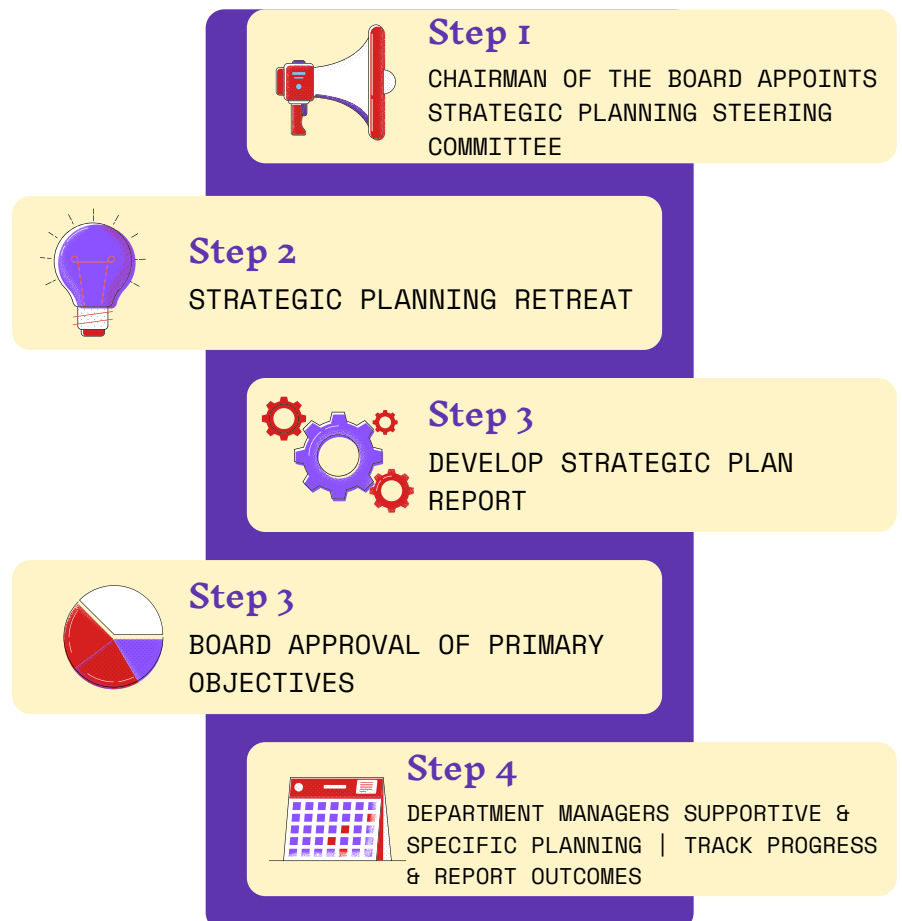 Step 1
CHAIRMAN OF THE BOARD APPOINTS
STRATEGIC PLANNING STEERING
COMMITTEE
Step 2
STRATEGIC PLANNING RETREAT
Step 3
DEVELOP STRATEGIC PLAN
REPORT
Step 3
BOARD APPROVAL OF PRIMARY
OBJECTIVES
Step 4
DEPARTMENT MANAGERS SUPPORTIVE &
SPECIFIC PLANNING | TRACK PROGRESS
& REPORT OUTCOMES